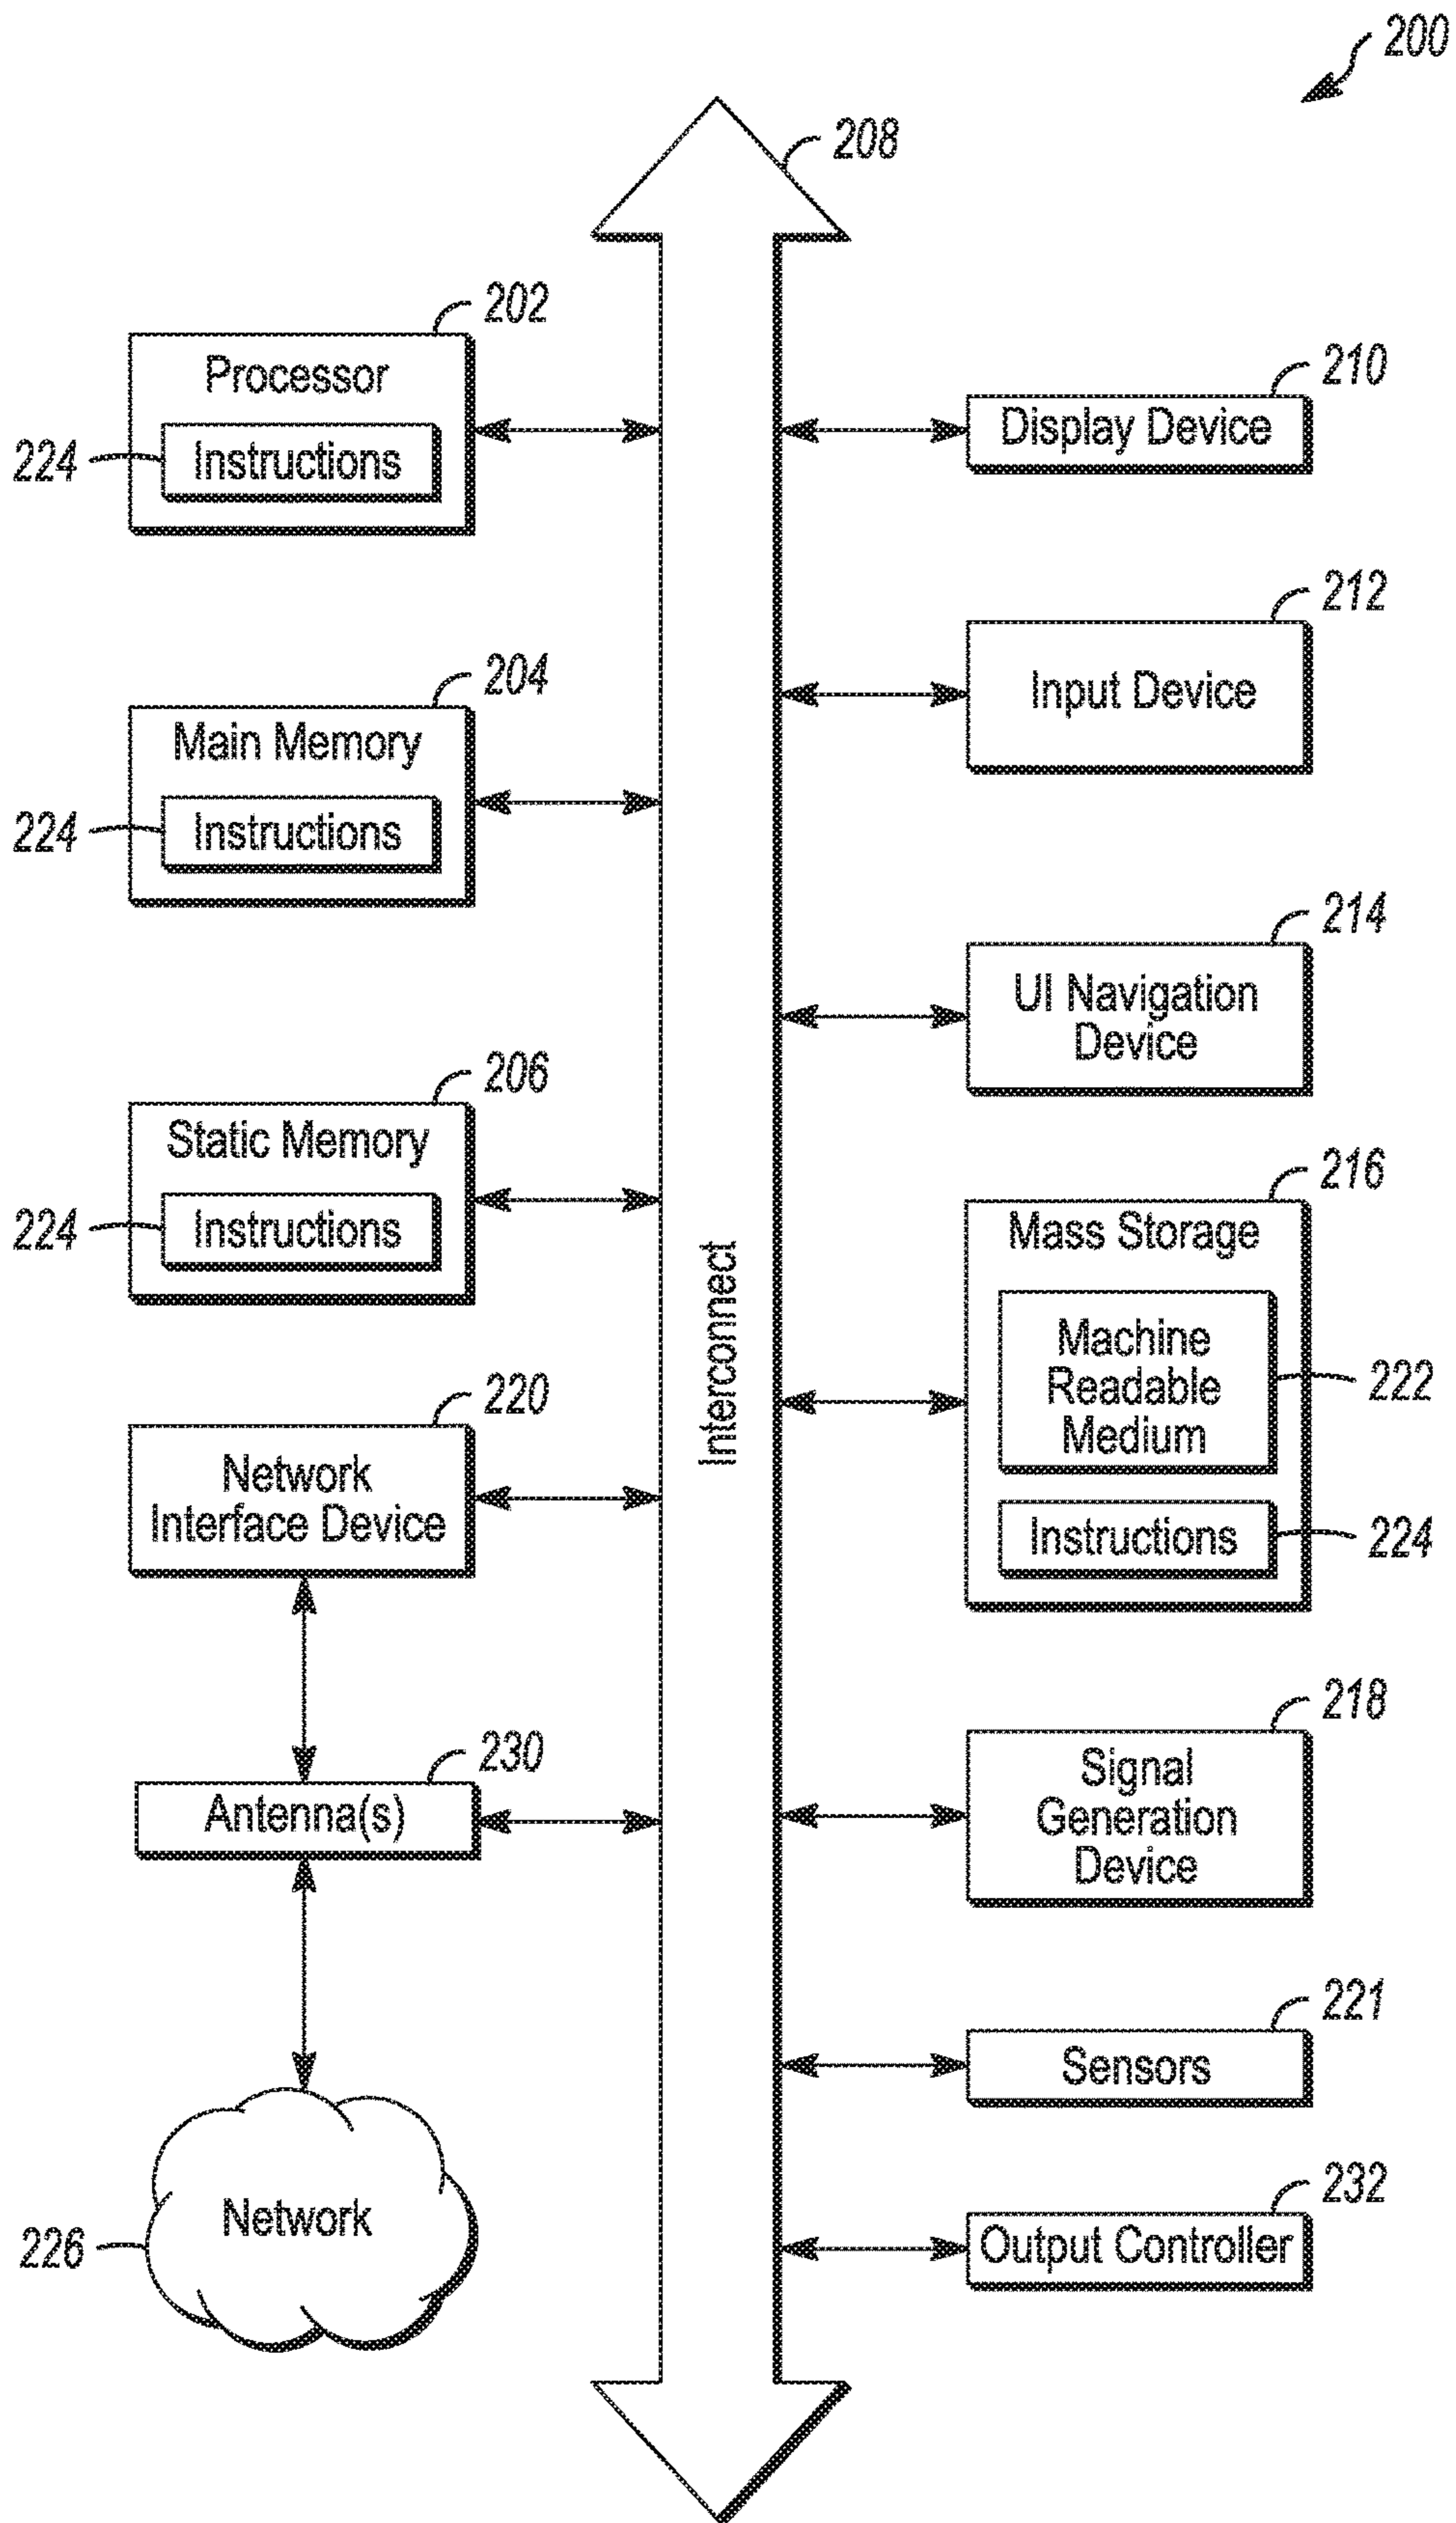 200
208
202
Processor
224
Instructions
204
Main Memory
224
Instructions
206
Static Memory
224
Instructions
220
Network
Interface Device
230
Antenna(s)
226
Network
Interconnect
210
Display Device
212
Input Device
214
UI Navigation
Device
216
Mass Storage
Machine
Readable
Medium
222
Instructions
224
218
Signal
Generation
Device
221
Sensors
232
Output Controller